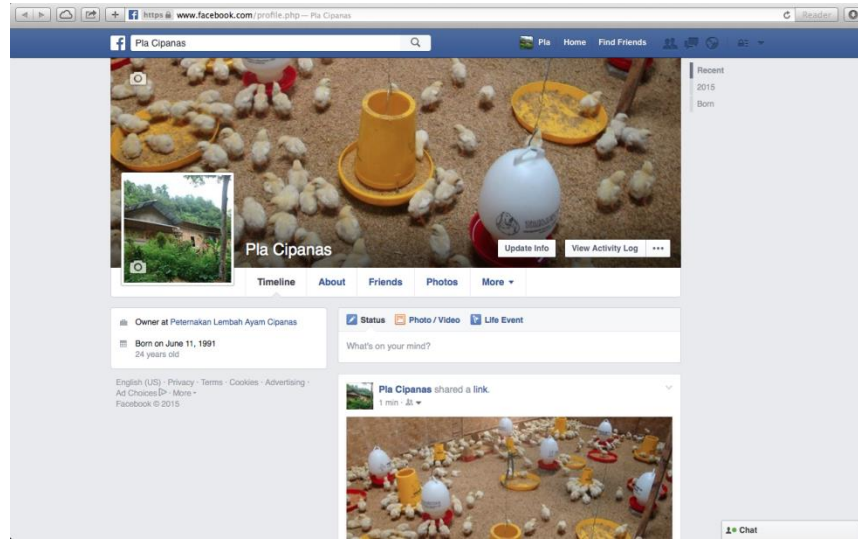 https www.facebook.com/profile.php — Pla Cipanas
Reader
Pla Cipanas
Pla Home Find Friends
Recent
2015
Born
Pla Cipanas
Update Info View Activity Log •••
Timeline About Friends Photos More
Owner at Peternakan Lembah Ayam Cipanas
Born on June 11, 1991
24 years old
English (US) · Privacy · Terms · Cookies · Advertising ·
Ad Choices · More
Facebook © 2015
Status Photo / Video Life Event
What's on your mind?
Pla Cipanas shared a link.
1 min ·
Chat